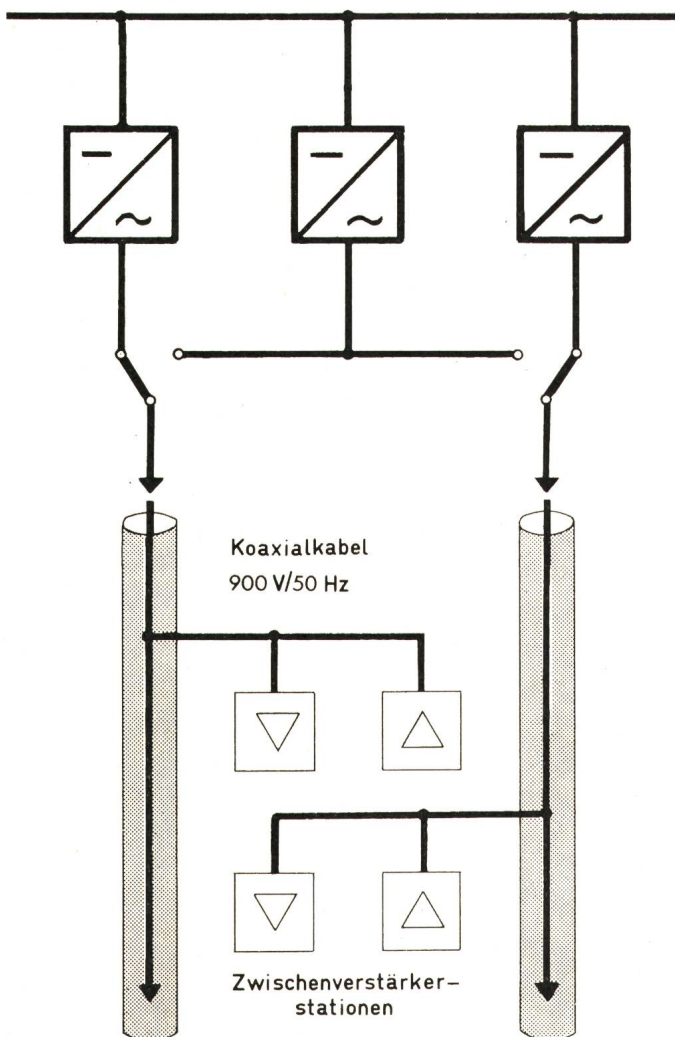 Koaxialkabel
900 V/50 Hz
Zwischenverstärker-
stationen